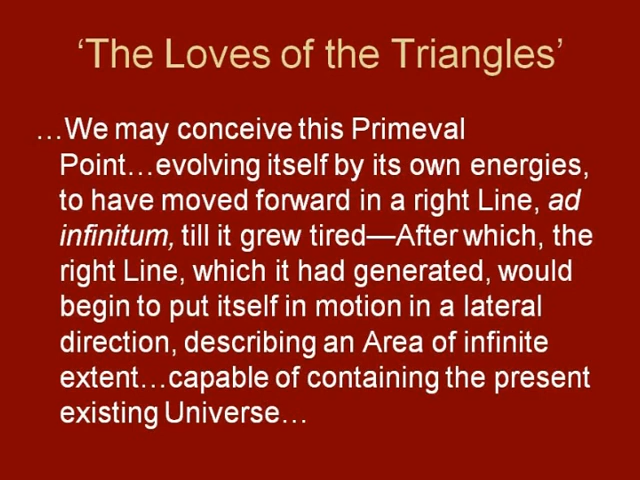 ‘The Loves of the Triangles’
…We may conceive this Primeval
Point…evolving itself by its own energies,
to have moved forward in a right Line, ad
infinitum, till it grew tired—After which, the
right Line, which it had generated, would
begin to put itself in motion in a lateral
direction, describing an Area of infinite
extent…capable of containing the present
existing Universe…